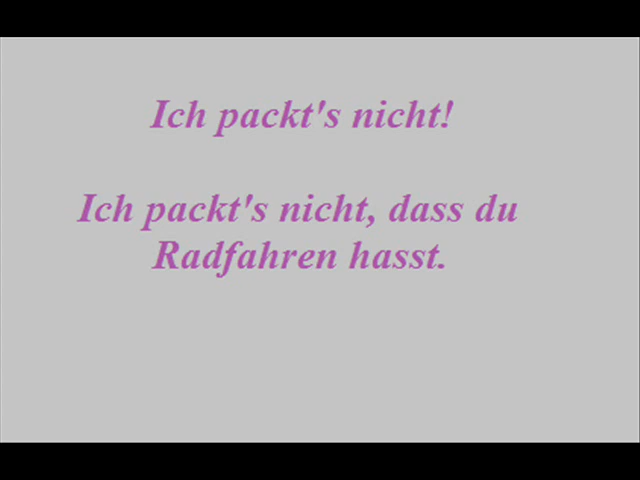 Ich packt's nicht!
Ich packt's nicht, dass du
Radfahren hasst.